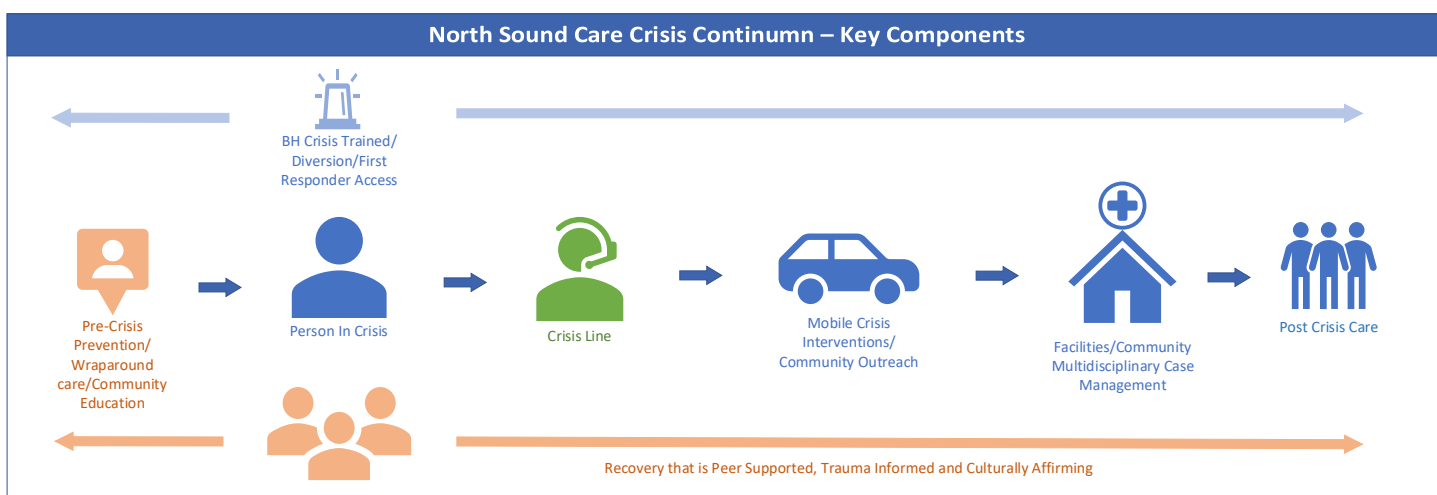 North Sound Care Crisis Continumn – Key Components
BH Crisis Trained/
Diversion/First
Responder Access
Pre-Crisis
Prevention/
Wraparound
care/Community
Education
Person In Crisis
Crisis Line
Mobile Crisis
Interventions/
Community Outreach
Facilities/Community
Multidisciplinary Case
Management
Post Crisis Care
Recovery that is Peer Supported, Trauma Informed and Culturally Affirming